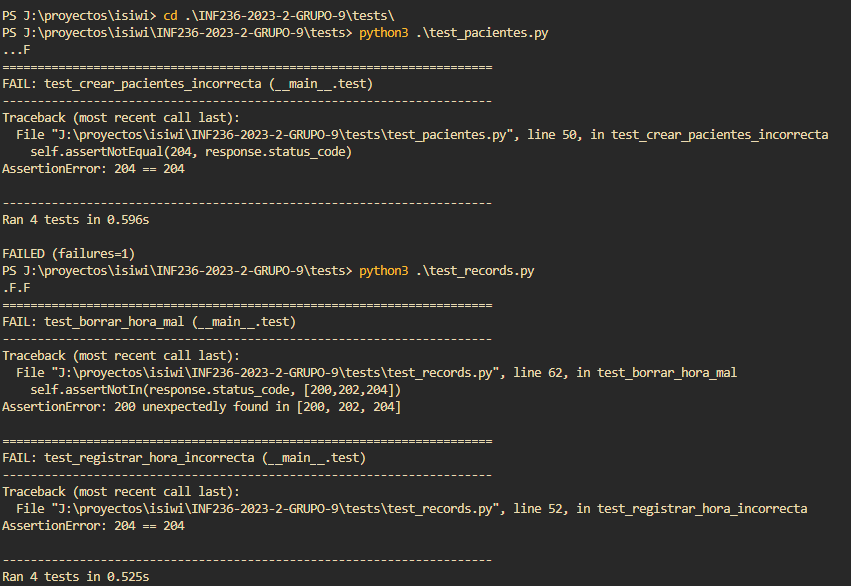 PS J:\proyectos\isiwi> cd .\INF236-2023-2-GRUPO-9\tests\
PS J:\proyectos\isiwi\INF236-2023-2-GRUPO-9\tests> python3 .\test_pacientes.py
...F
======================================================================
FAIL: test_crear_pacientes_incorrecta (__main__.test)
----------------------------------------------------------------------
Traceback (most recent call last):
  File "J:\proyectos\isiwi\INF236-2023-2-GRUPO-9\tests\test_pacientes.py", line 50, in test_crear_pacientes_incorrecta
    self.assertNotEqual(204, response.status_code)
AssertionError: 204 == 204

----------------------------------------------------------------------
Ran 4 tests in 0.596s

FAILED (failures=1)
PS J:\proyectos\isiwi\INF236-2023-2-GRUPO-9\tests> python3 .\test_records.py
.F.F
======================================================================
FAIL: test_borrar_hora_mal (__main__.test)
----------------------------------------------------------------------
Traceback (most recent call last):
  File "J:\proyectos\isiwi\INF236-2023-2-GRUPO-9\tests\test_records.py", line 62, in test_borrar_hora_mal
    self.assertNotIn(response.status_code, [200,202,204])
AssertionError: 200 unexpectedly found in [200, 202, 204]

======================================================================
FAIL: test_registrar_hora_incorrecta (__main__.test)
----------------------------------------------------------------------
Traceback (most recent call last):
  File "J:\proyectos\isiwi\INF236-2023-2-GRUPO-9\tests\test_records.py", line 52, in test_registrar_hora_incorrecta
AssertionError: 204 == 204

----------------------------------------------------------------------
Ran 4 tests in 0.525s